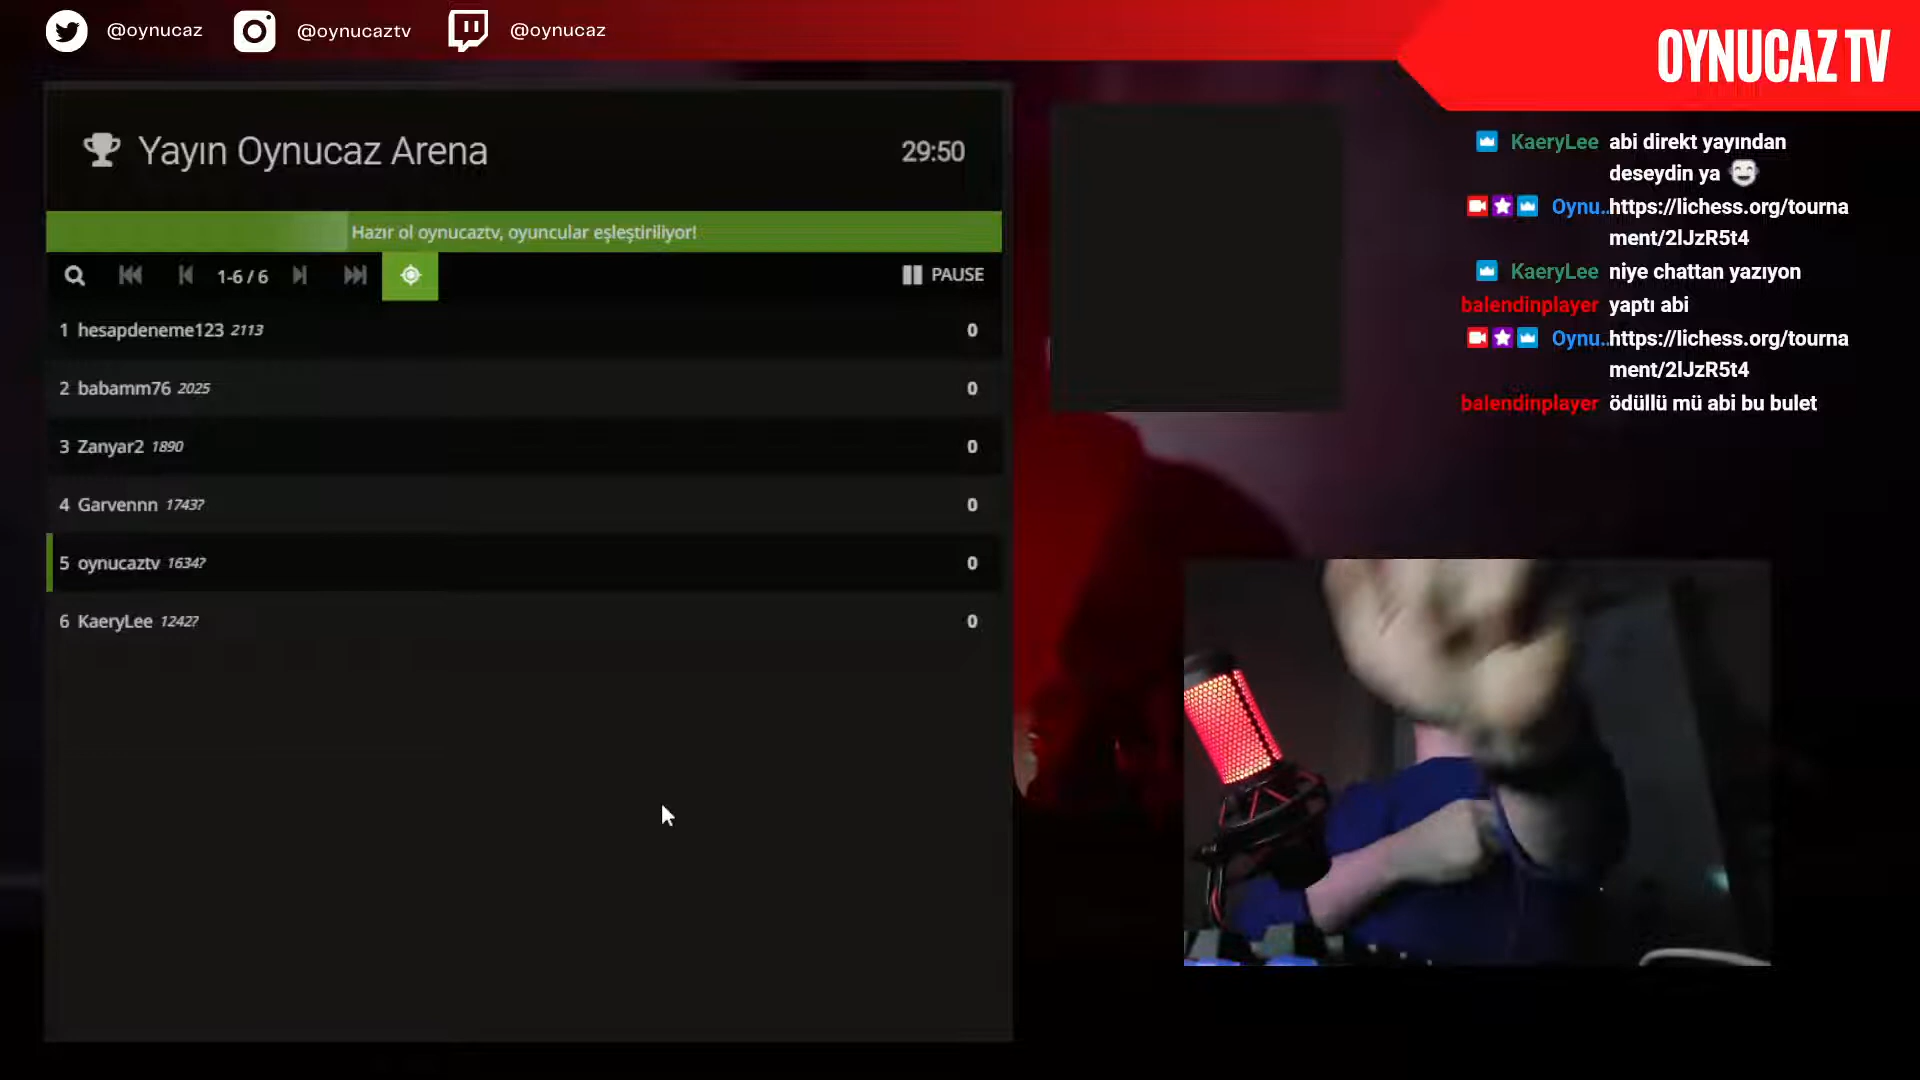 @oynucaz
@oynucaztv
@oynucaz
OYNUCAZ TV
Yayın Oynucaz Arena
29:50
Hazır ol oynucaztv, oyuncular eşleştiriliyor!
1-6 / 6
PAUSE
1 hesapdeneme123 2113 0
2 babamm76 2025 0
3 Zanyar2 1890 0
4 Garvennn 1743? 0
5 oynucaztv 1634? 0
6 KaeryLee 1242? 0
KaeryLee abi direkt yayından
deseydin ya
Oynu..https://lichess.org/tourna
ment/2lJzR5t4
KaeryLee niye chattan yazıyon
balendinplayer yaptı abi
Oynu..https://lichess.org/tourna
ment/2lJzR5t4
balendinplayer ödüllü mü abi bu bulet